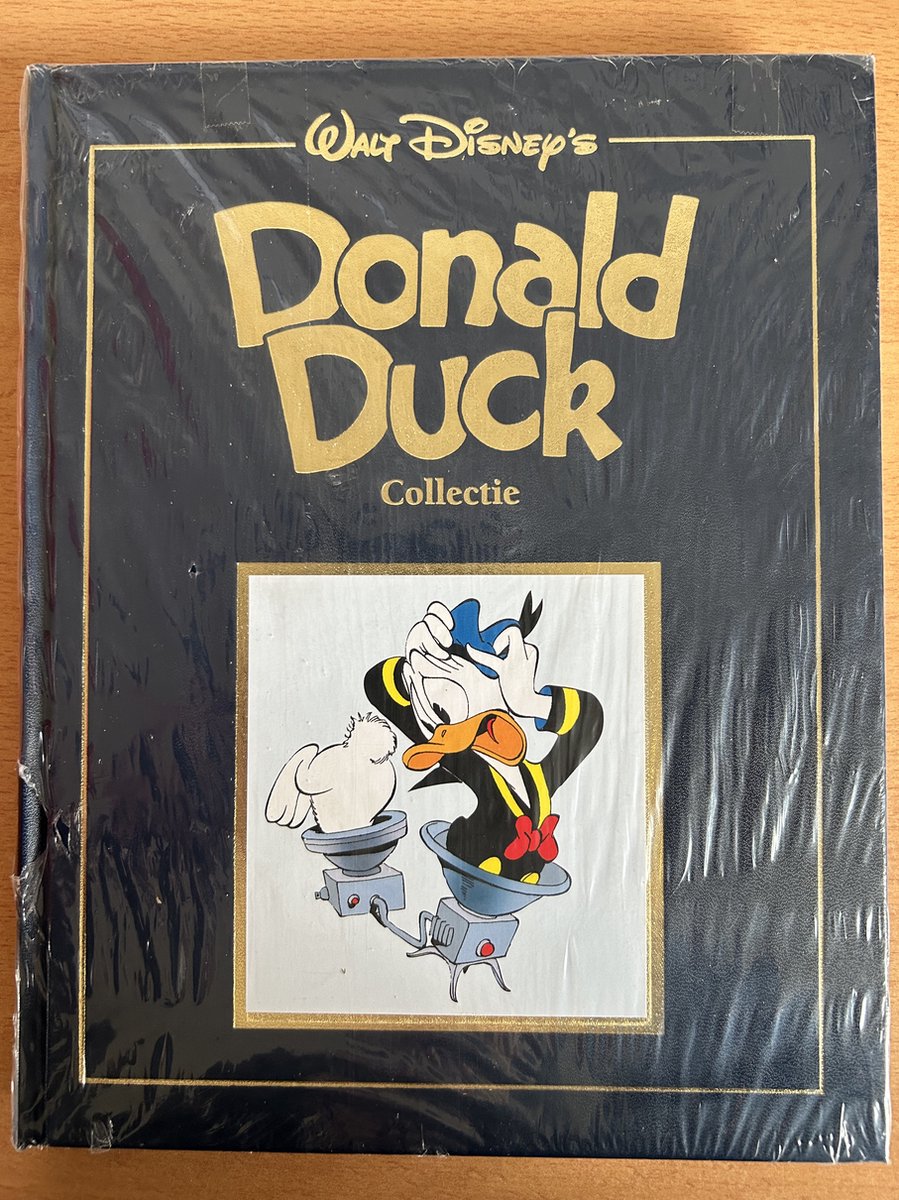 Walt Disney's
Donald
Duck
Collectie